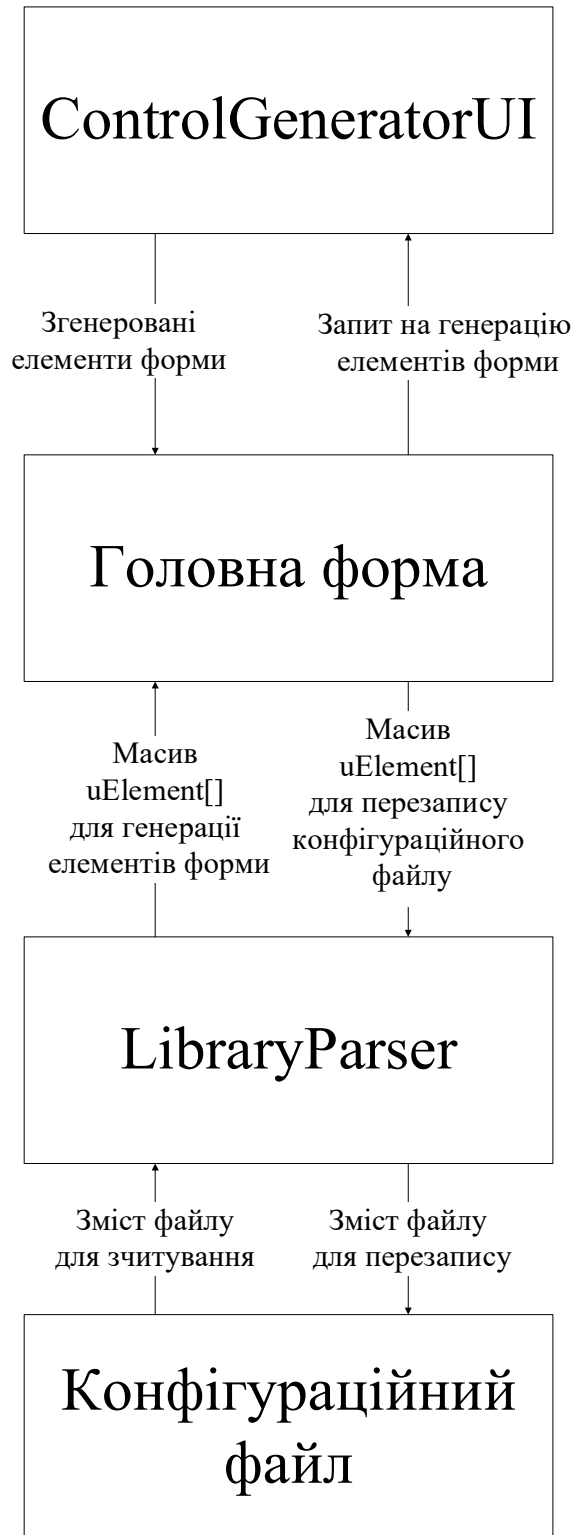 ControlGeneratorUI
Згенеровані
елементи форми
Запит на генерацію
елементів форми
Головна форма
Масив
uElement[]
для генерації
елементів форми
Масив
uElement[]
для перезапису
конфігураційного
файлу
LibraryParser
Зміст файлу
для зчитування
Зміст файлу
для перезапису
Конфігураційний
файл